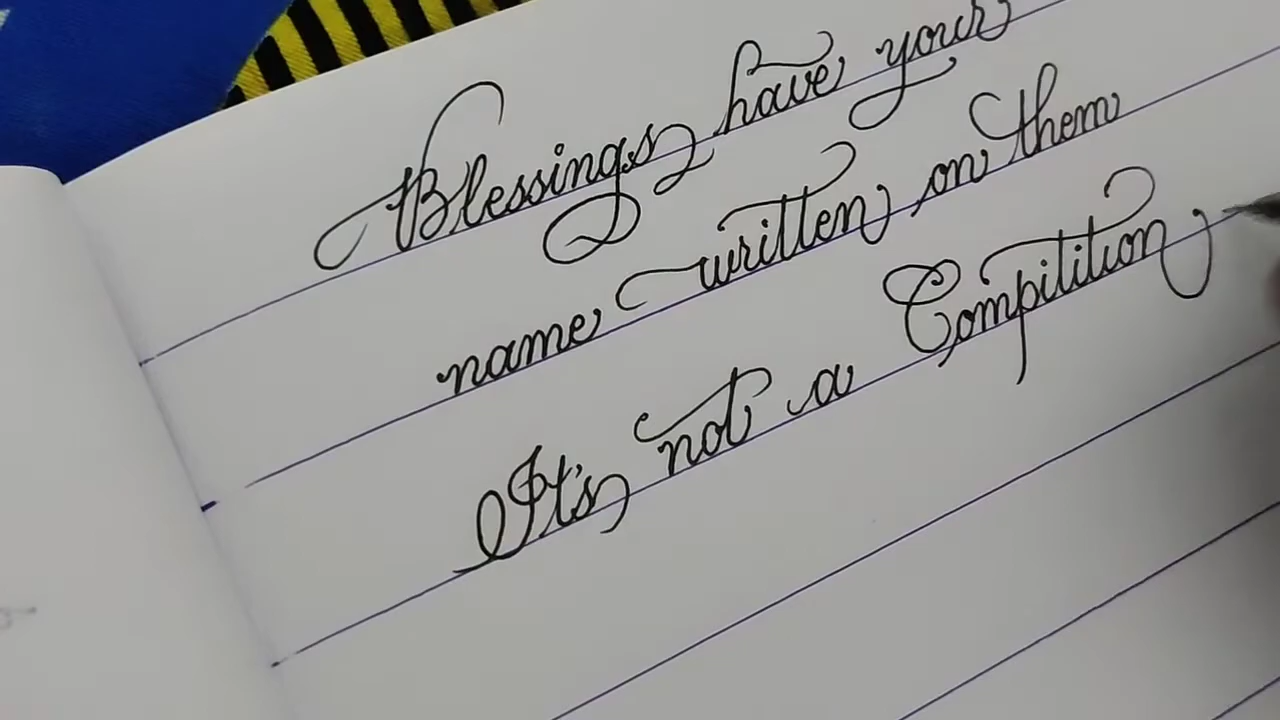 Blessings have your
name written on them
It's not a Compitition